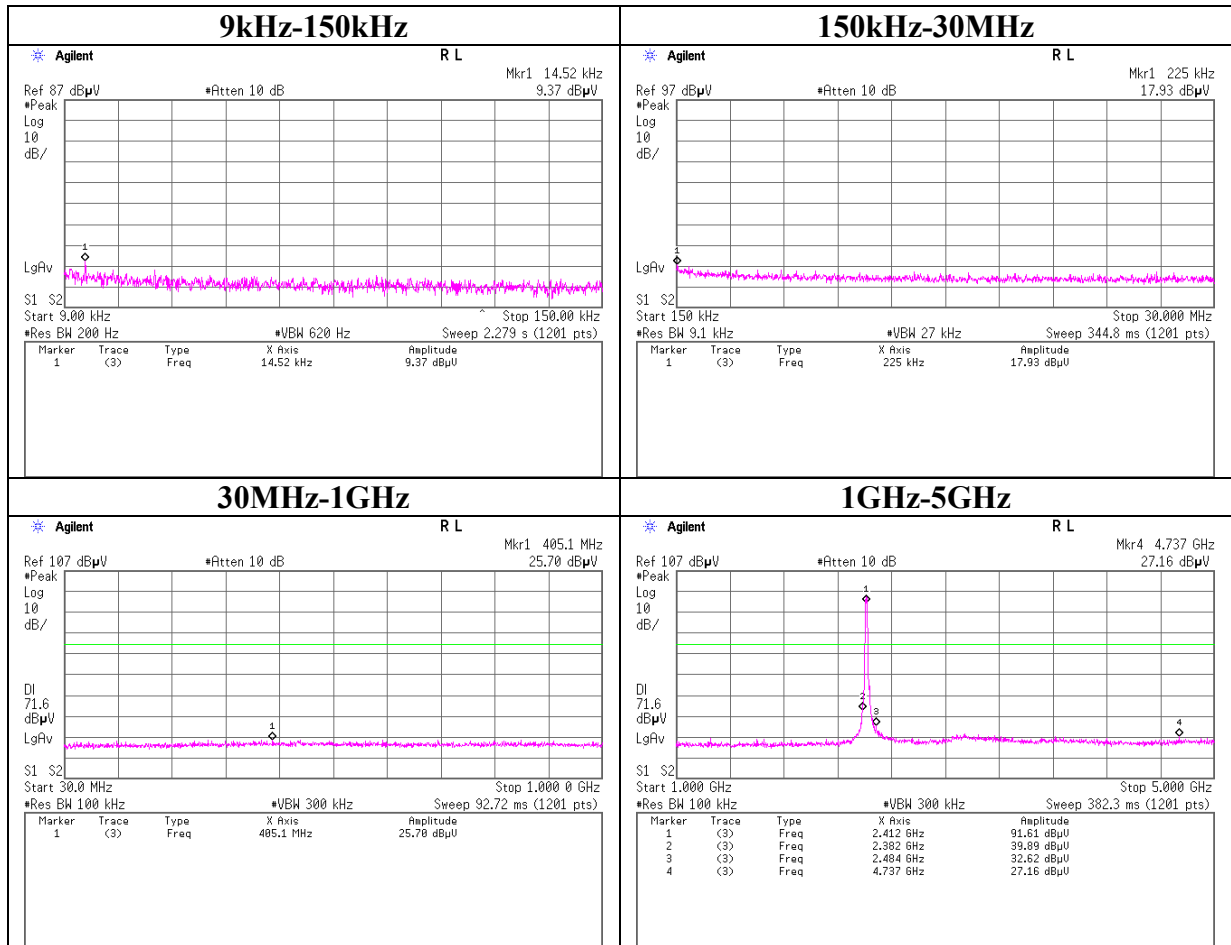 9kHz-150kHz
Agilent R L
Mkr1 14.52 kHz
Ref 87 dBµV #Atten 10 dB 9.37 dBµV
#Peak
Log
10
dB/
1
LgAv
S1 S2
Start 9.00 kHz ^ Stop 150.00 kHz
#Res BW 200 Hz #VBW 620 Hz Sweep 2.279 s (1201 pts)
Marker Trace Type X Axis Amplitude
1 (3) Freq 14.52 kHz 9.37 dBµV
150kHz-30MHz
Agilent R L
Mkr1 225 kHz
Ref 97 dBµV #Atten 10 dB 17.93 dBµV
#Peak
Log
10
dB/
1
LgAv
S1 S2
Start 150 kHz Stop 30.000 MHz
#Res BW 9.1 kHz #VBW 27 kHz Sweep 344.8 ms (1201 pts)
Marker Trace Type X Axis Amplitude
1 (3) Freq 225 kHz 17.93 dBµV
30MHz-1GHz
Agilent R L
Mkr1 405.1 MHz
Ref 107 dBµV #Atten 10 dB 25.70 dBµV
#Peak
Log
10
dB/
DI
71.6
dBµV
1
LgAv
S1 S2
Start 30.0 MHz Stop 1.000 0 GHz
#Res BW 100 kHz #VBW 300 kHz Sweep 92.72 ms (1201 pts)
Marker Trace Type X Axis Amplitude
1 (3) Freq 405.1 MHz 25.70 dBµV
1GHz-5GHz
Agilent R L
Mkr4 4.737 GHz
Ref 107 dBµV #Atten 10 dB 27.16 dBµV
#Peak
1
Log
10
dB/
DI
71.6
2
3
dBµV
4
LgAv
S1 S2
Start 1.000 GHz Stop 5.000 GHz
#Res BW 100 kHz #VBW 300 kHz Sweep 382.3 ms (1201 pts)
Marker Trace Type X Axis Amplitude
1 (3) Freq 2.412 GHz 91.61 dBµV
2 (3) Freq 2.382 GHz 39.89 dBµV
3 (3) Freq 2.484 GHz 32.62 dBµV
4 (3) Freq 4.737 GHz 27.16 dBµV